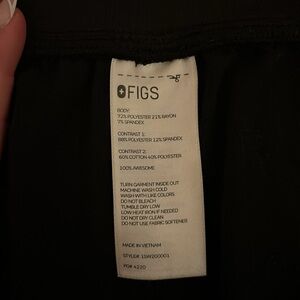 FIGS
BODY:
72% POLYESTER 21% RAYON
7% SPANDEX
CONTRAST 1:
88% POLYESTER 12% SPANDEX
CONTRAST 2:
60% COTTON 40% POLYESTER
100% AWESOME
TURN GARMENT INSIDE OUT
MACHINE WASH COLD
WASH WITH LIKE COLORS
DO NOT BLEACH
TUMBLE DRY LOW
LOW HEAT IRON IF NEEDED
DO NOT DRY CLEAN
DO NOT USE FABRIC SOFTENER
MADE IN VIETNAM
PO# 4220